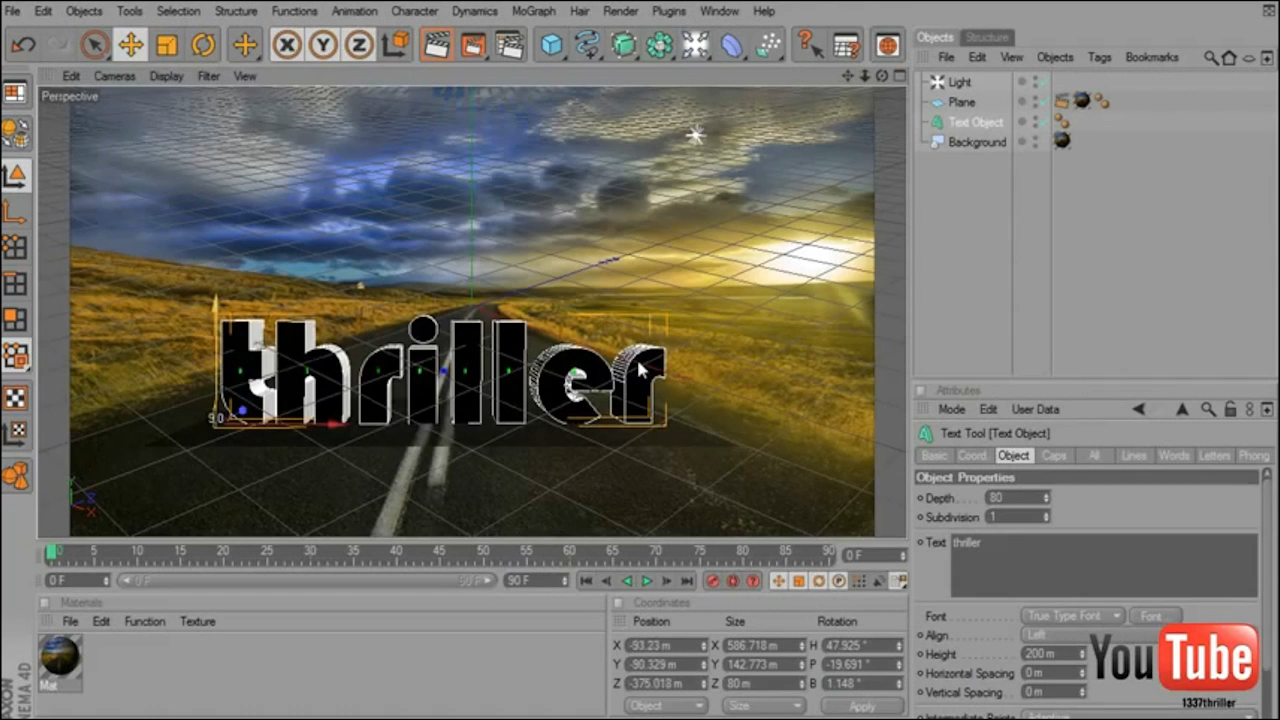 File Edit Objects Tools Selection Structure Functions Animation Character Dynamics MoGraph Hair Render Plugins Window Help
X Y Z
Objects Structure
File Edit View Objects Tags Bookmarks
Edit Cameras Display Filter View
Perspective
Light
Plane
Text Object
Background
thriller
9.0
Y Z X
Attributes
Mode Edit User Data
Text Tool [Text Object]
Basic Coord. Object Caps All Lines Words Letters Phong
Object Properties
Depth 80
Subdivision 1
Text thriller
Font True Type Font Font...
Align Left
Height 200 m
Horizontal Spacing 0 m
Vertical Spacing 0 m
0 5 10 15 20 25 30 35 40 45 50 55 60 65 70 75 80 85 90 0 F
0 F 0 F 90 F 90 F
Materials
File Edit Function Texture
Mat
Coordinates
Position Size Rotation
X -93.23 m X 586.718 m H 47.925 °
Y -90.329 m Y 142.773 m P -19.691 °
Z -375.018 m Z 80 m B 1.148 °
Object Size Apply
YouTube
1337thriller